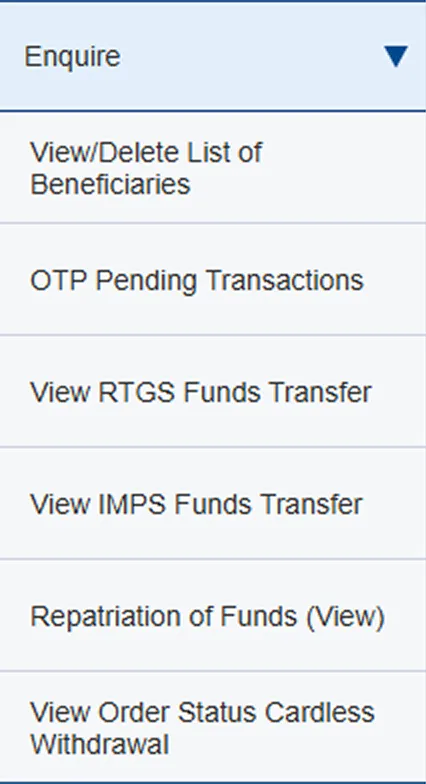 Enquire
View/Delete List of
Beneficiaries
OTP Pending Transactions
View RTGS Funds Transfer
View IMPS Funds Transfer
Repatriation of Funds (View)
View Order Status Cardless
Withdrawal